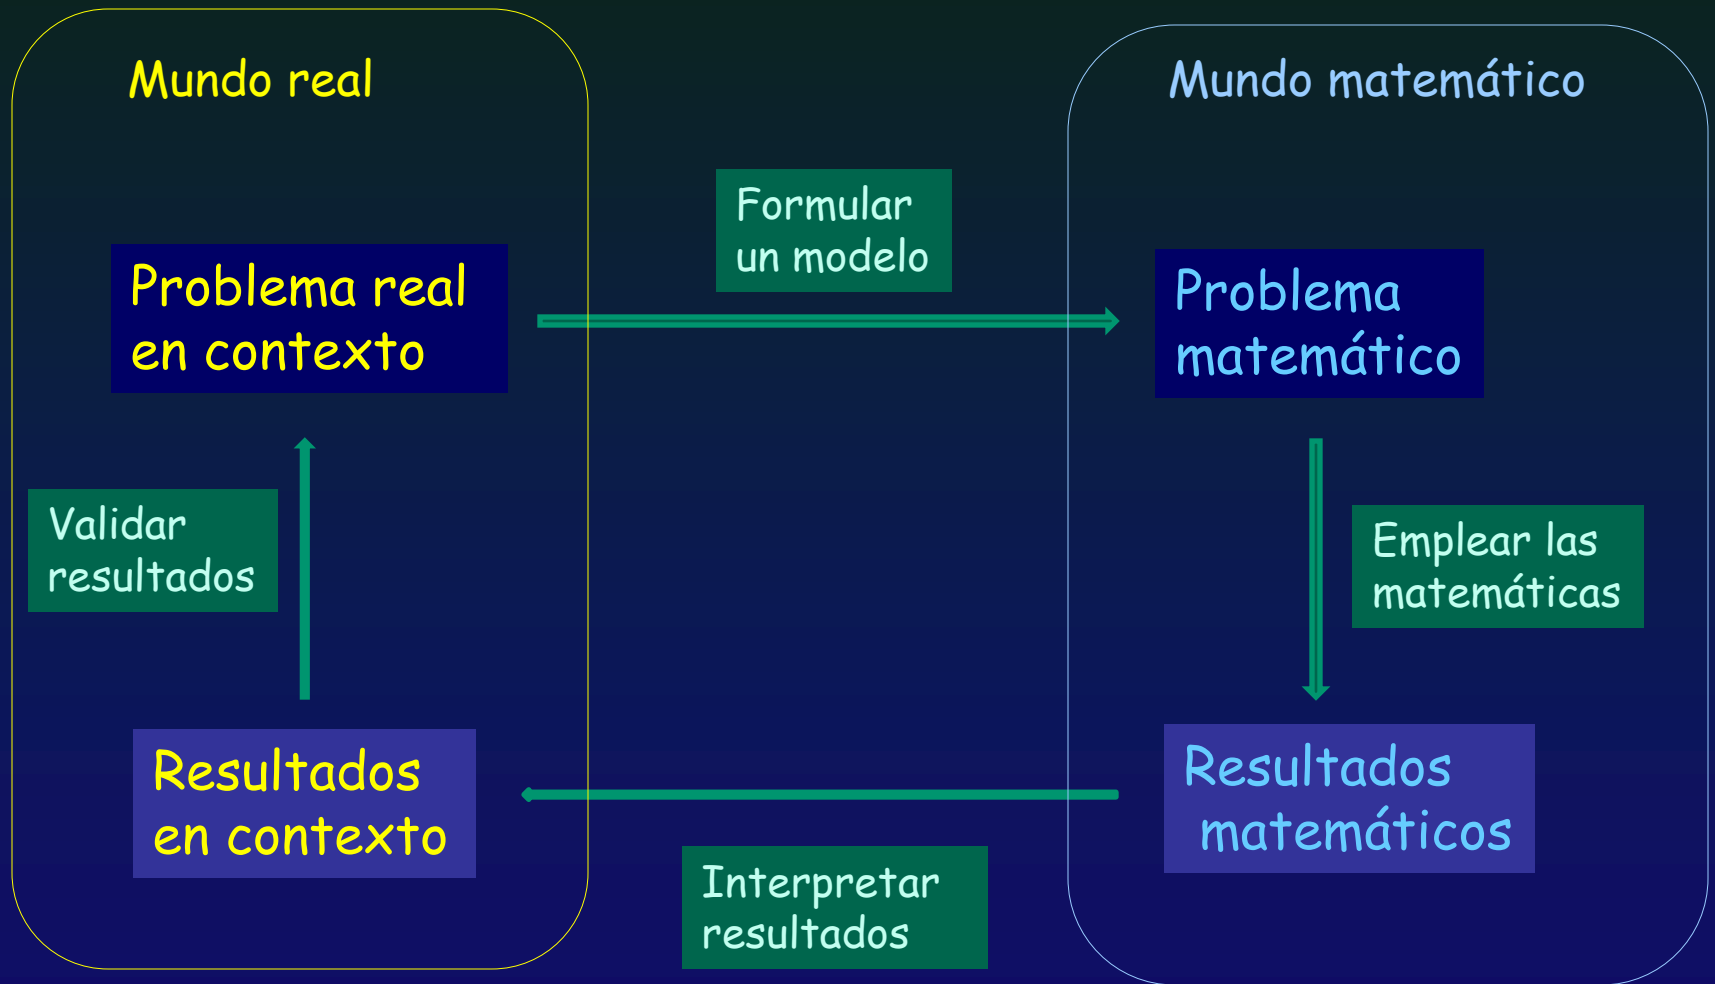 Mundo real
Mundo matemático
Formular
un modelo
Problema real
en contexto
Problema
matemático
Validar
resultados
Emplear las
matemáticas
Resultados
en contexto
Resultados
matemáticos
Interpretar
resultados